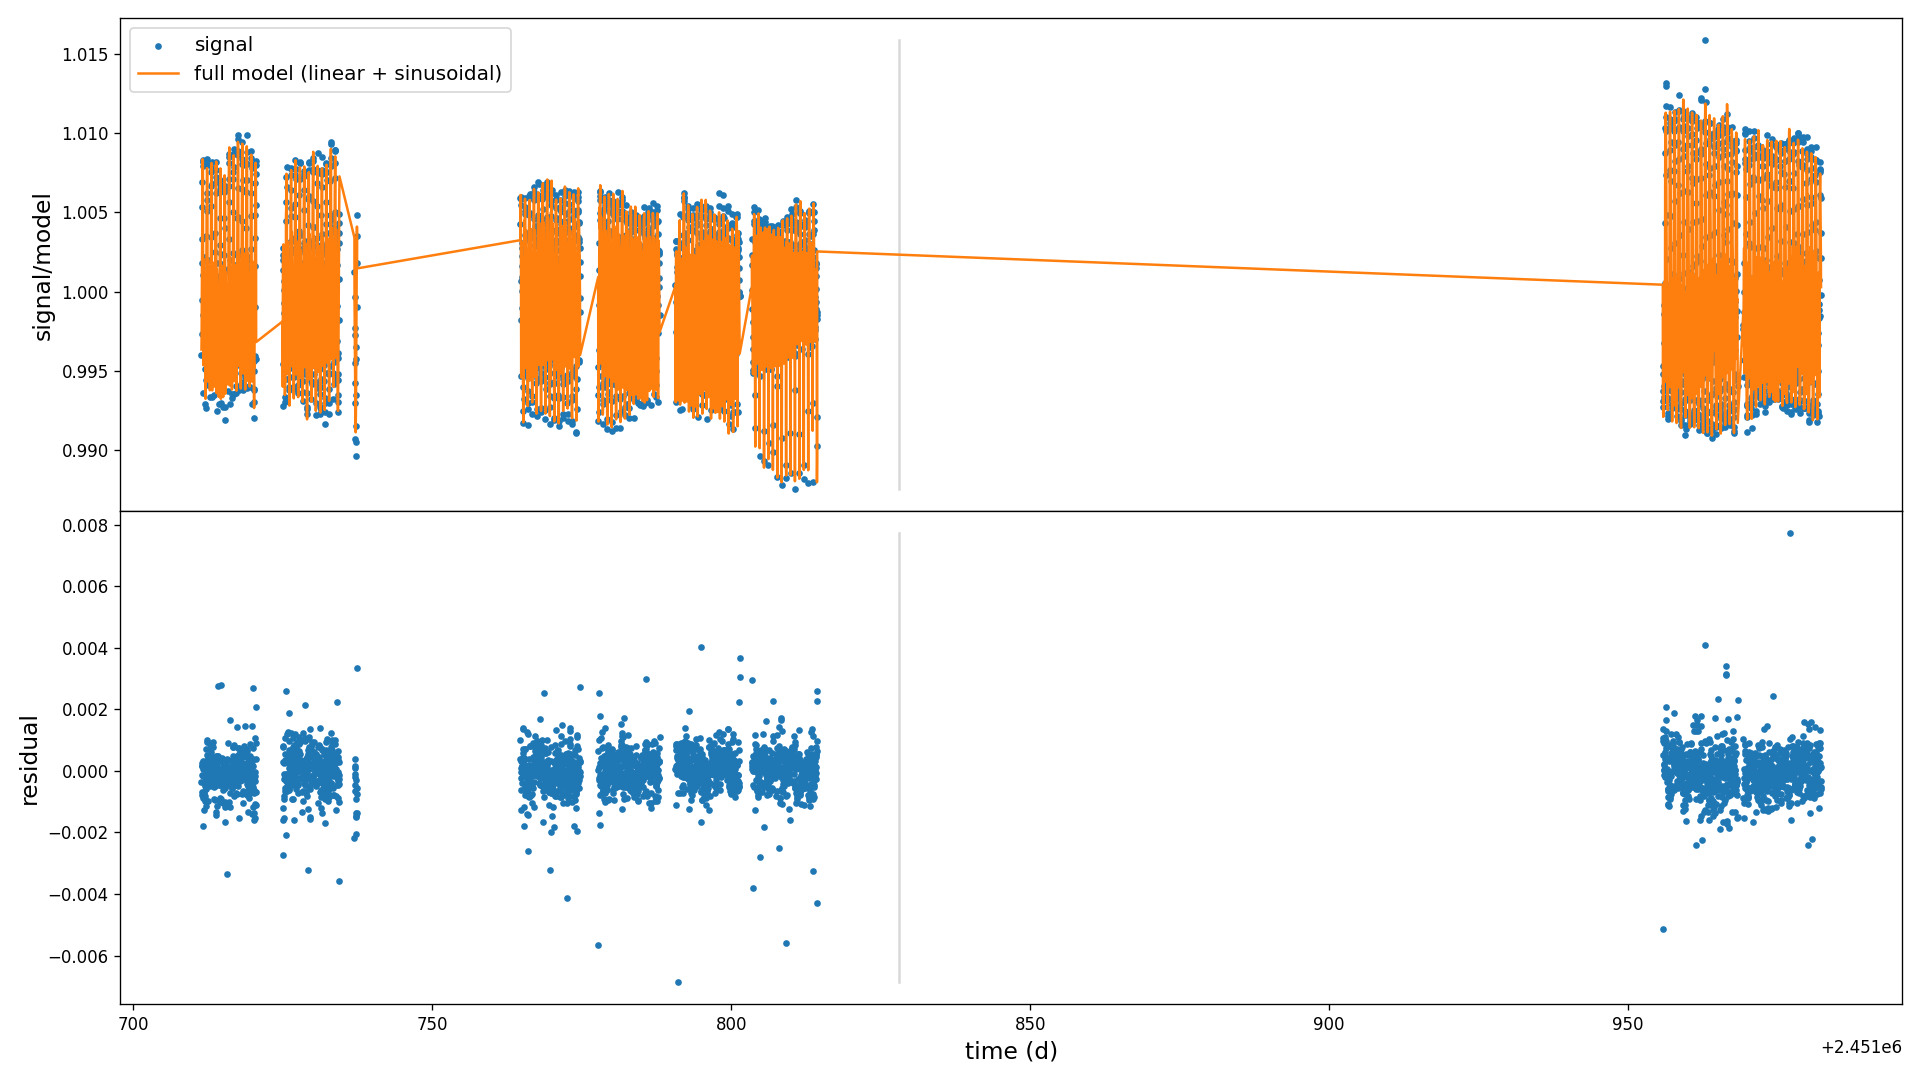 signal
full model (linear + sinusoidal)
signal/model
1.015
1.010
1.005
1.000
0.995
0.990
residual
0.008
0.006
0.004
0.002
0.000
−0.002
−0.004
−0.006
700 750 800 850 900 950
time (d)
+2.451e6